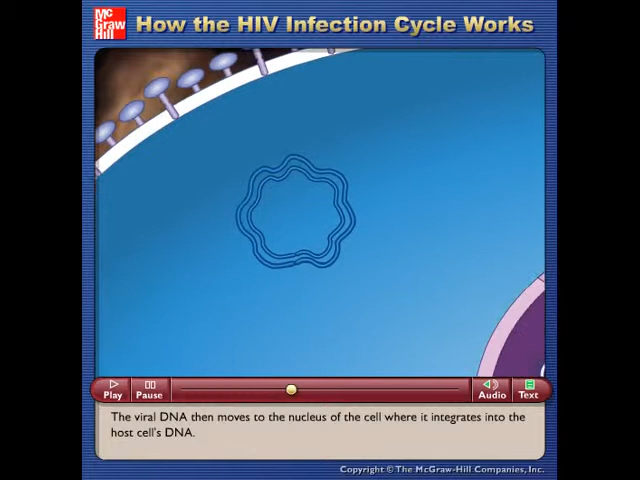 Mc
Graw
Hill
How the HIV Infection Cycle Works
Play
Pause
Audio
Text
The viral DNA then moves to the nucleus of the cell where it integrates into the
host cell's DNA.
Copyright © The McGraw-Hill Companies, Inc.